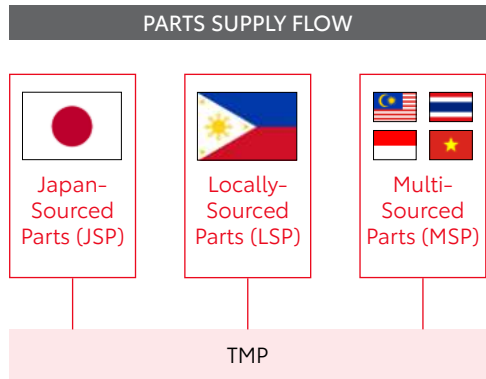 PARTS SUPPLY FLOW
Japan-
Sourced
Parts (JSP)
Locally-
Sourced
Parts (LSP)
Multi-
Sourced
Parts (MSP)
TMP